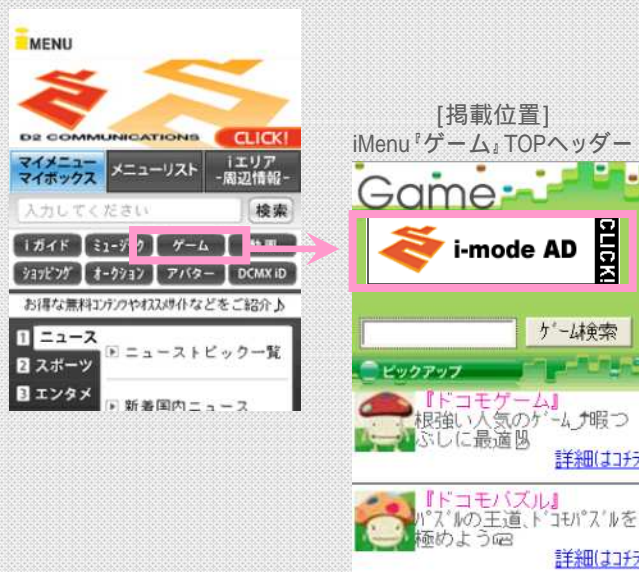 iMENU
D2 COMMUNICATIONS
CLICK!
マイメニュー
マイボックス
メニューリスト
iエリア
-周辺情報-
入力してください
検索
iガイド
ミュージック
ゲーム
ショッピング
オークション
アバター
DCMX iD
お得な無料コンテンツやオススメサイトなどをご紹介♪
1 ニュース
2 スポーツ
3 エンタメ
ニューストピック一覧
新着国内ニュース
[掲載位置]
iMenu『ゲーム』TOPヘッダー
Game
i-mode AD
CLICK!
ゲーム検索
ピックアップ
『ドコモゲーム』
根強い人気のゲーム♪暇つ
ぶしに最適
詳細はコチラ
『ドコモパズル』
パズルの王道､ドコモパズルを
極めよう
詳細はコチラ